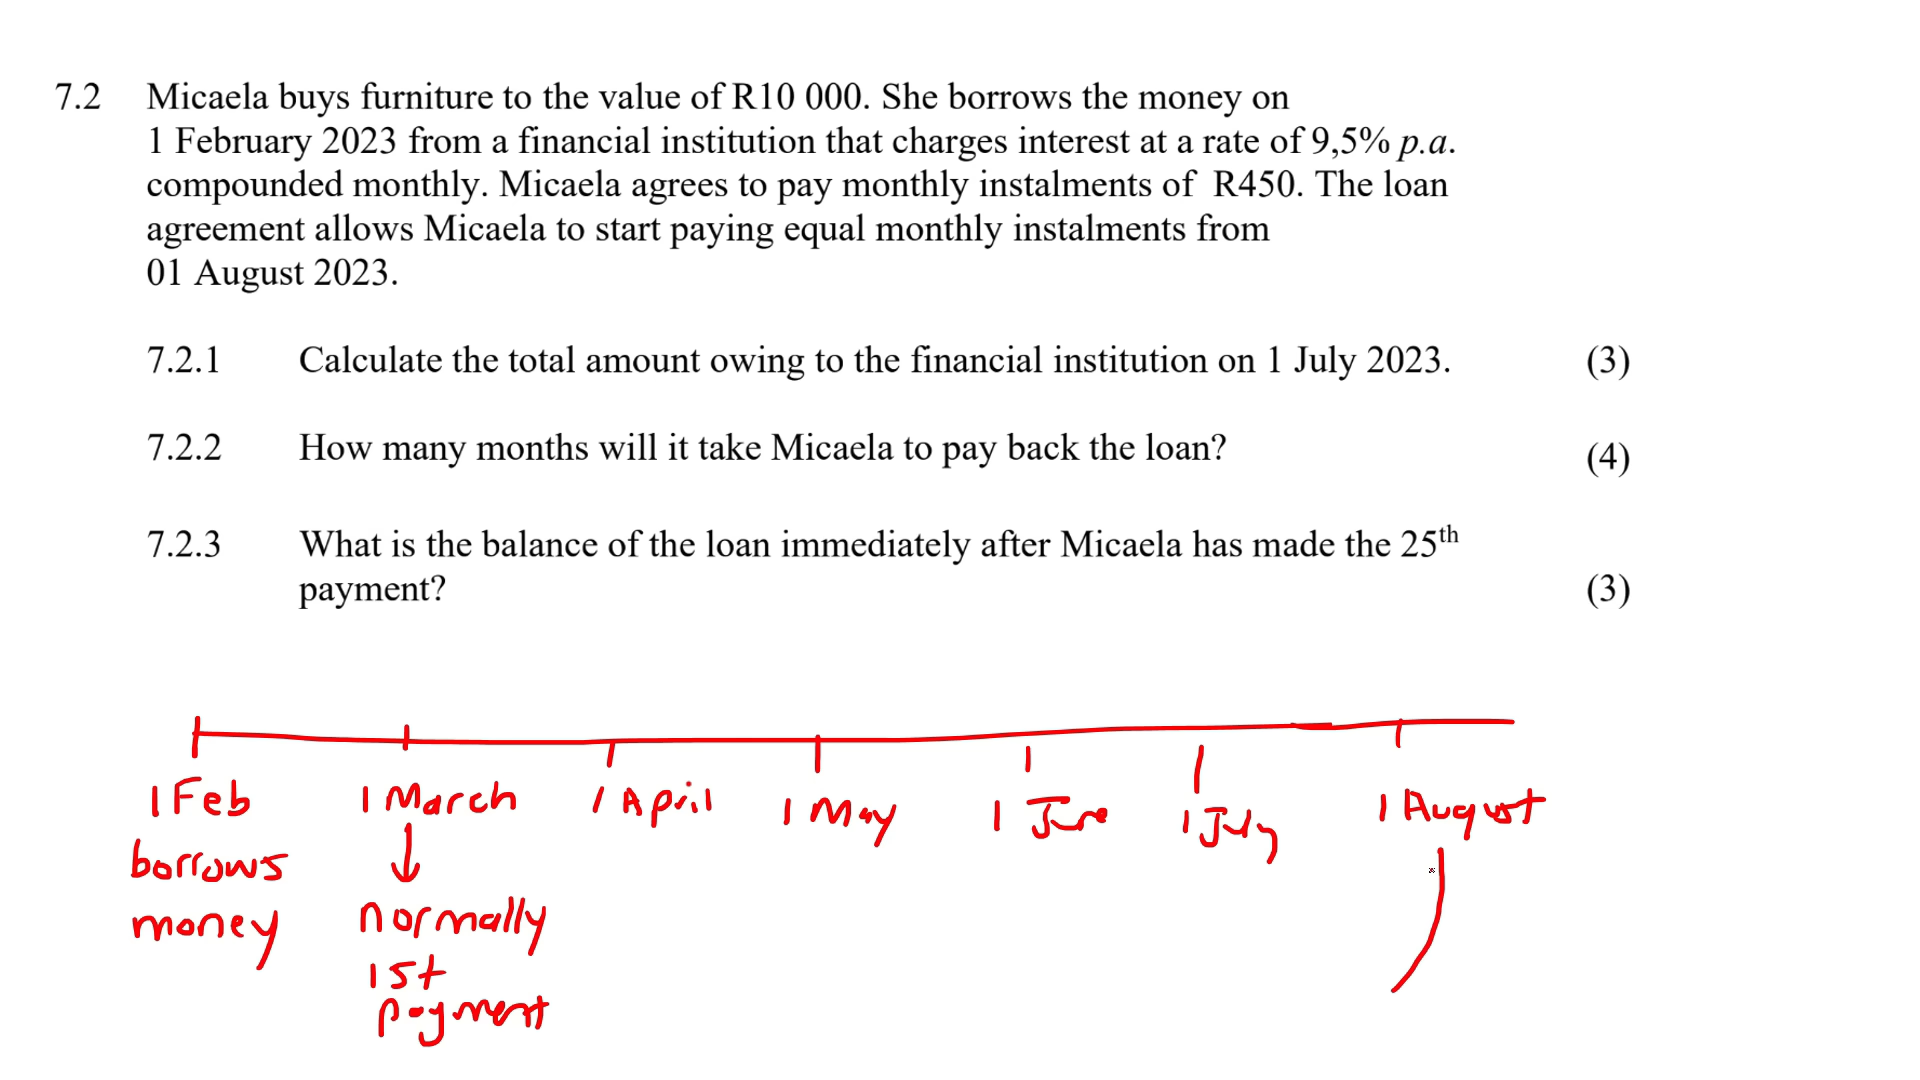 7.2 Micaela buys furniture to the value of R10 000. She borrows the money on
1 February 2023 from a financial institution that charges interest at a rate of 9,5% p.a.
compounded monthly. Micaela agrees to pay monthly instalments of R450. The loan
agreement allows Micaela to start paying equal monthly instalments from
01 August 2023.
7.2.1 Calculate the total amount owing to the financial institution on 1 July 2023. (3)
7.2.2 How many months will it take Micaela to pay back the loan? (4)
7.2.3 What is the balance of the loan immediately after Micaela has made the 25th
payment? (3)
1 Feb 1 March 1 April 1 May 1 June 1 July 1 August
borrows
money normally
1st
payment